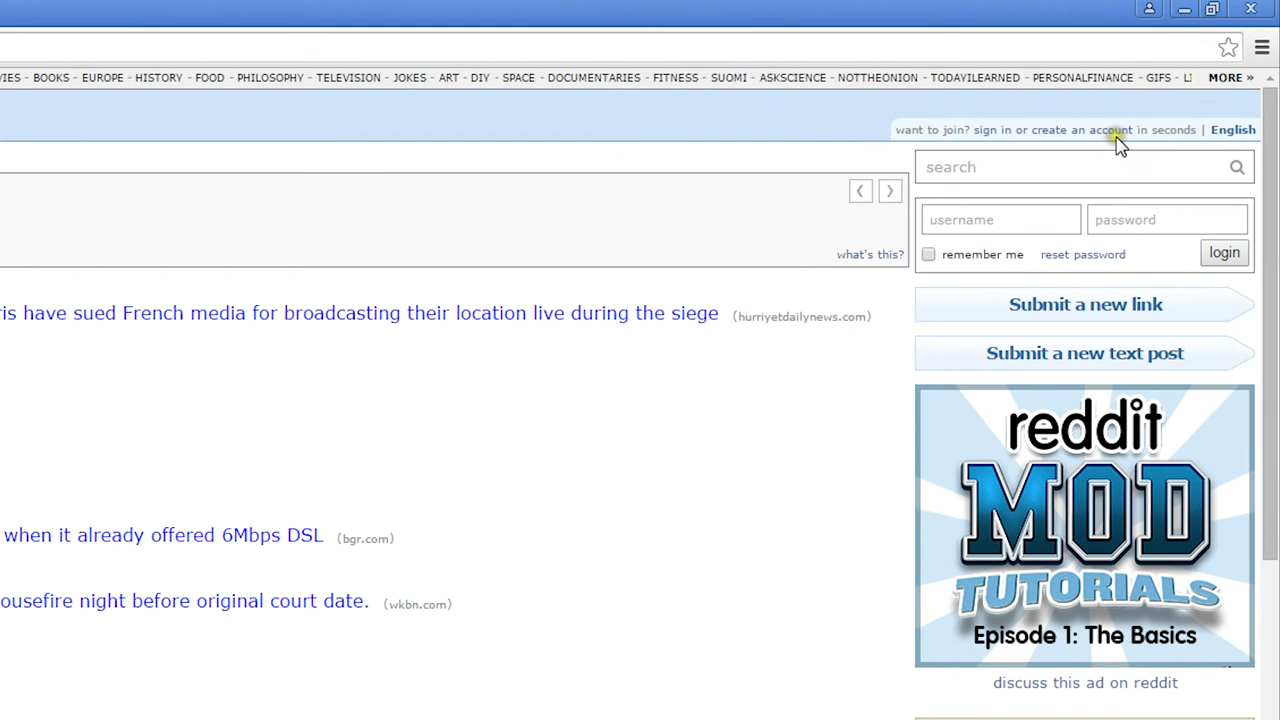 IES - BOOKS - EUROPE - HISTORY - FOOD - PHILOSOPHY - TELEVISION - JOKES - ART - DIY - SPACE - DOCUMENTARIES - FITNESS - SUOMI - ASKSCIENCE - NOTTHEONION - TODAYILEARNED - PERSONALFINANCE - GIFS - MORE »
want to join? sign in or create an account in seconds | English
search
username password
remember me reset password login
what's this?
Submit a new link
ris have sued French media for broadcasting their location live during the siege (hurriyetdailynews.com)
Submit a new text post
reddit
MOD
TUTORIALS
Episode 1: The Basics
when it already offered 6Mbps DSL (bgr.com)
ousefire night before original court date. (wkbn.com)
discuss this ad on reddit